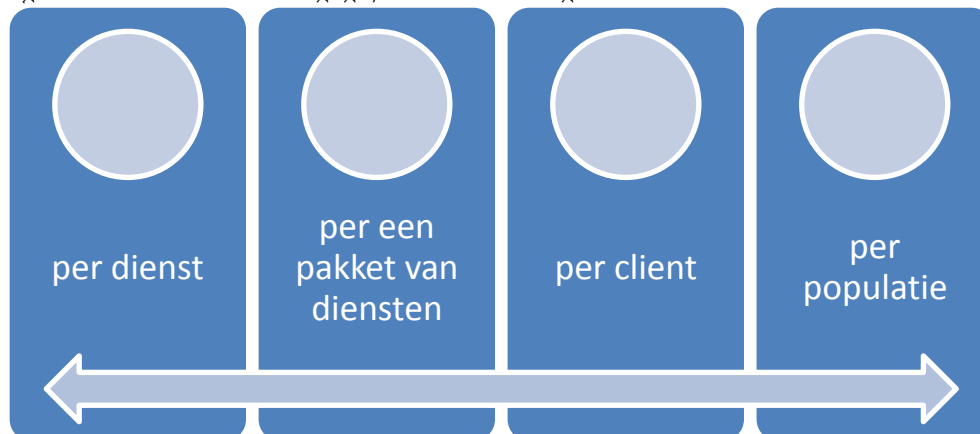 per dienst
per een
pakket van
diensten
per client
per
populatie